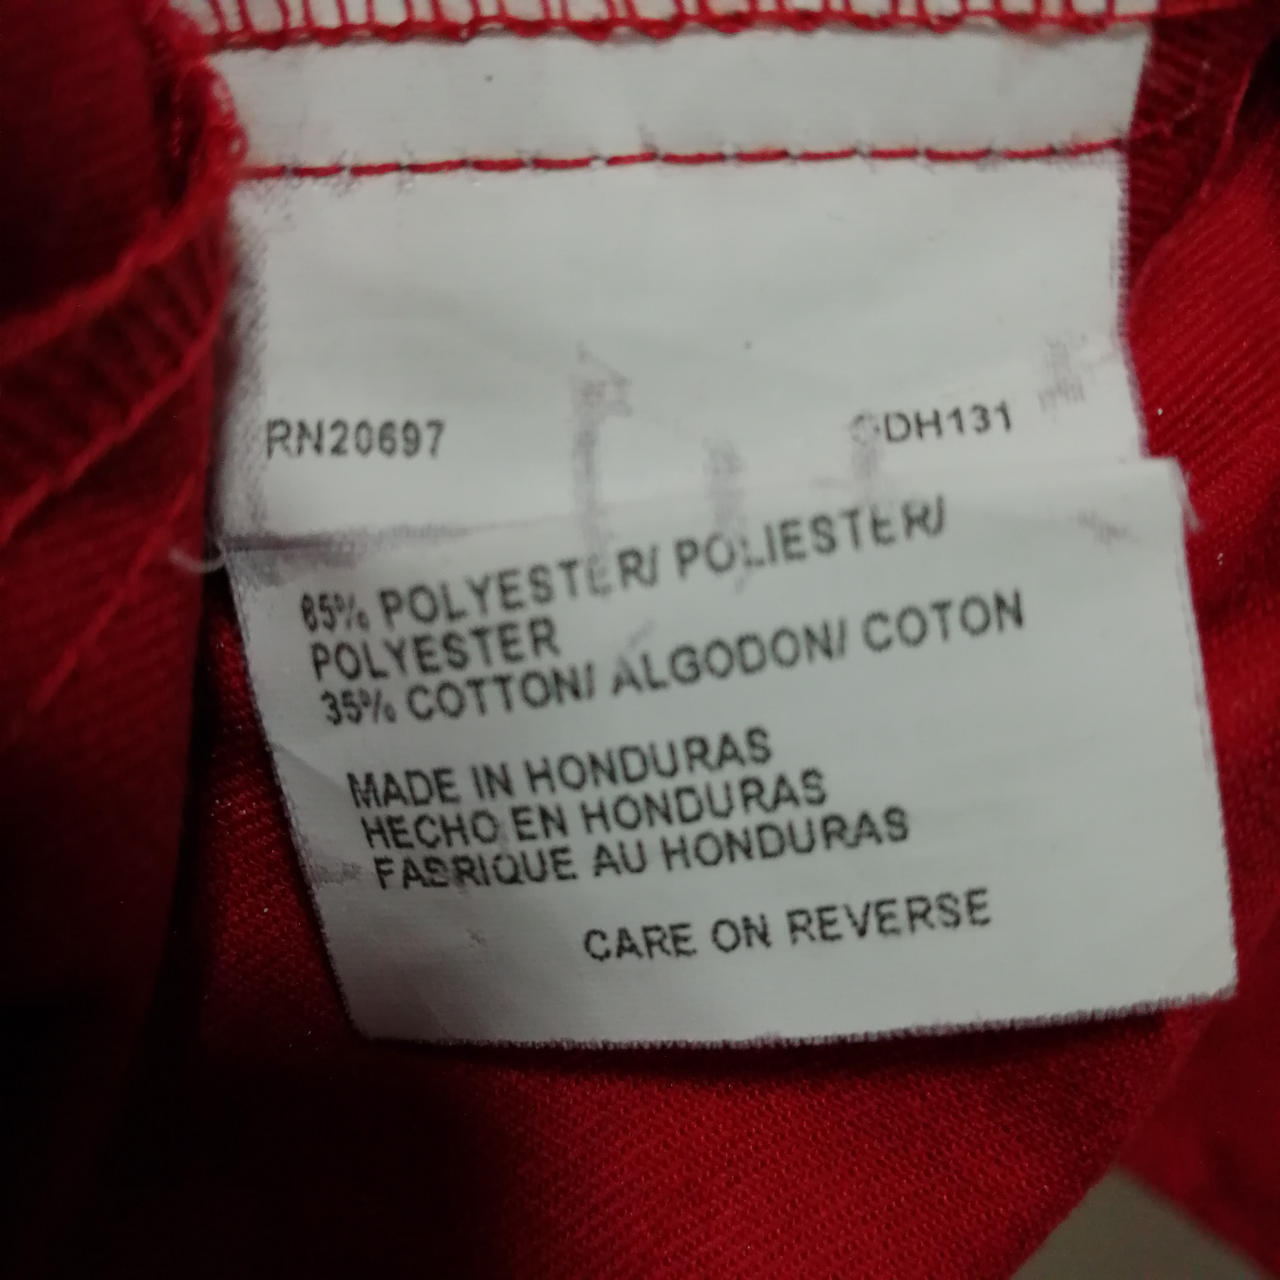 RN20697
DH131
65% POLYESTER/ POLIESTER/
POLYESTER
35% COTTON/ ALGODON/ COTON
MADE IN HONDURAS
HECHO EN HONDURAS
FABRIQUE AU HONDURAS
CARE ON REVERSE